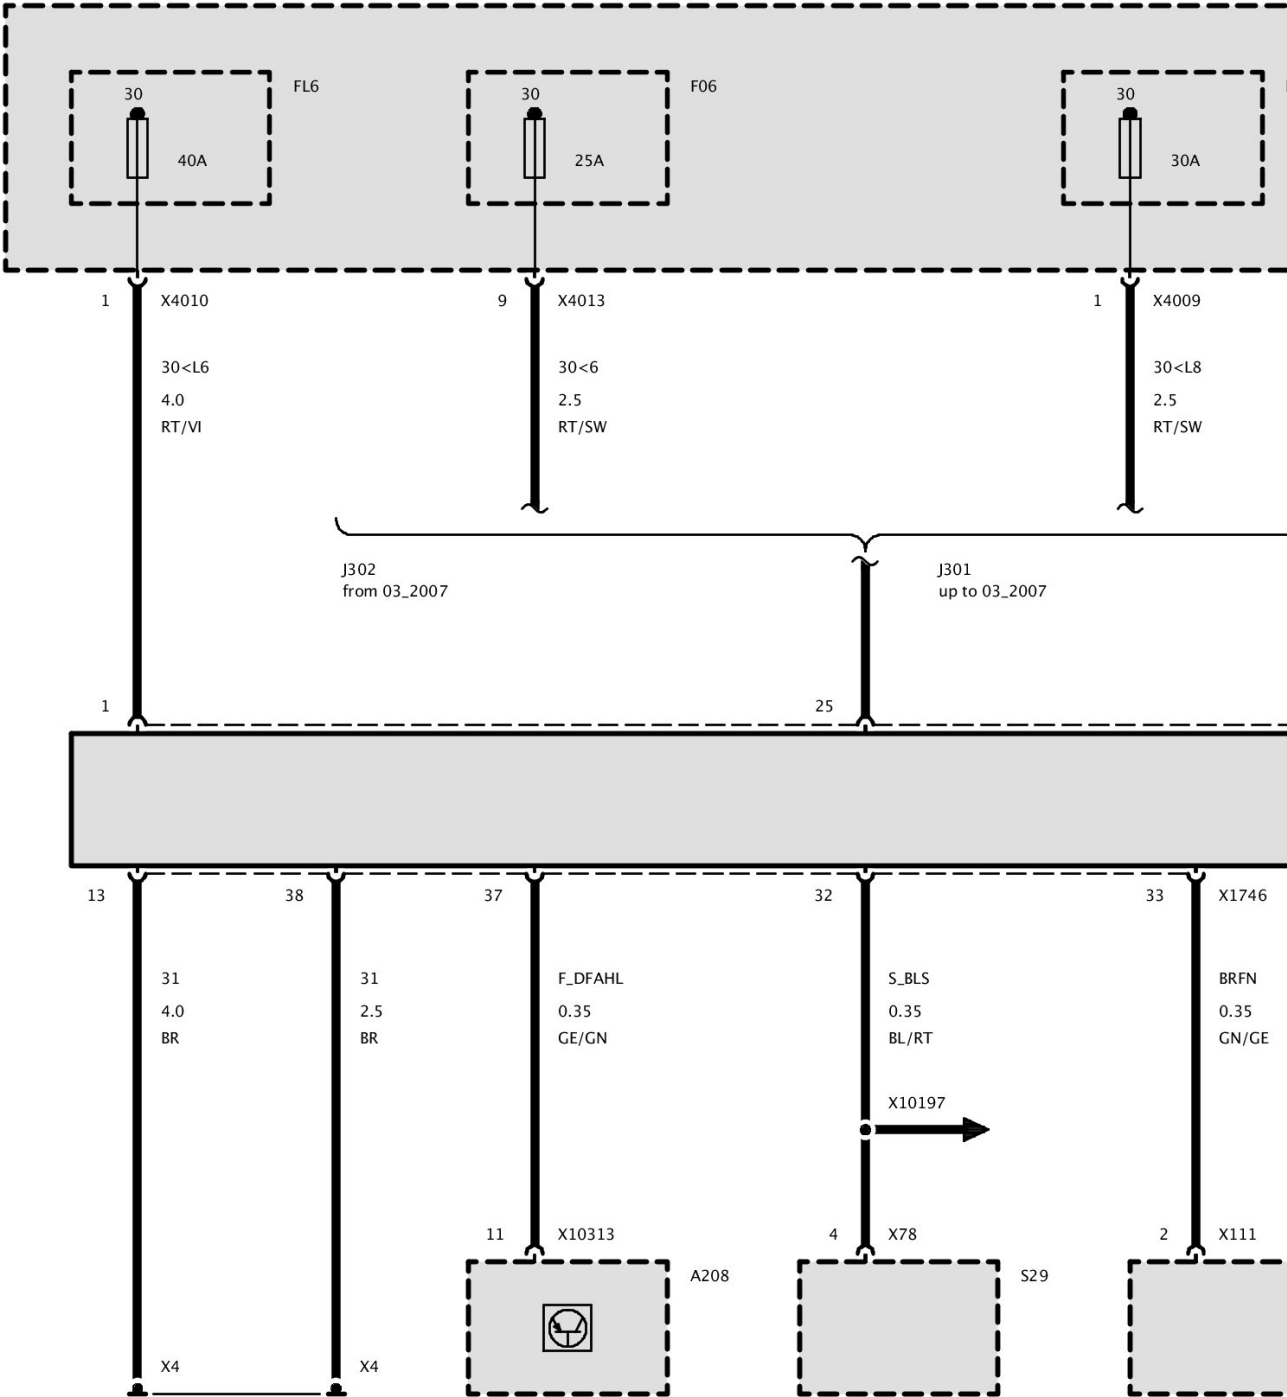 FL6
F06
30
30
30
40A
25A
30A
1
X4010
9
X4013
1
X4009
30<L6
30<6
30<L8
4.0
2.5
2.5
RT/VI
RT/SW
RT/SW
J302
J301
from 03_2007
up to 03_2007
1
25
13
38
37
32
33
X1746
31
31
F_DFAHL
S_BLS
BRFN
4.0
2.5
0.35
0.35
0.35
BR
BR
GE/GN
BL/RT
GN/GE
X10197
11
X10313
4
X78
2
X111
A208
S29
X4
X4